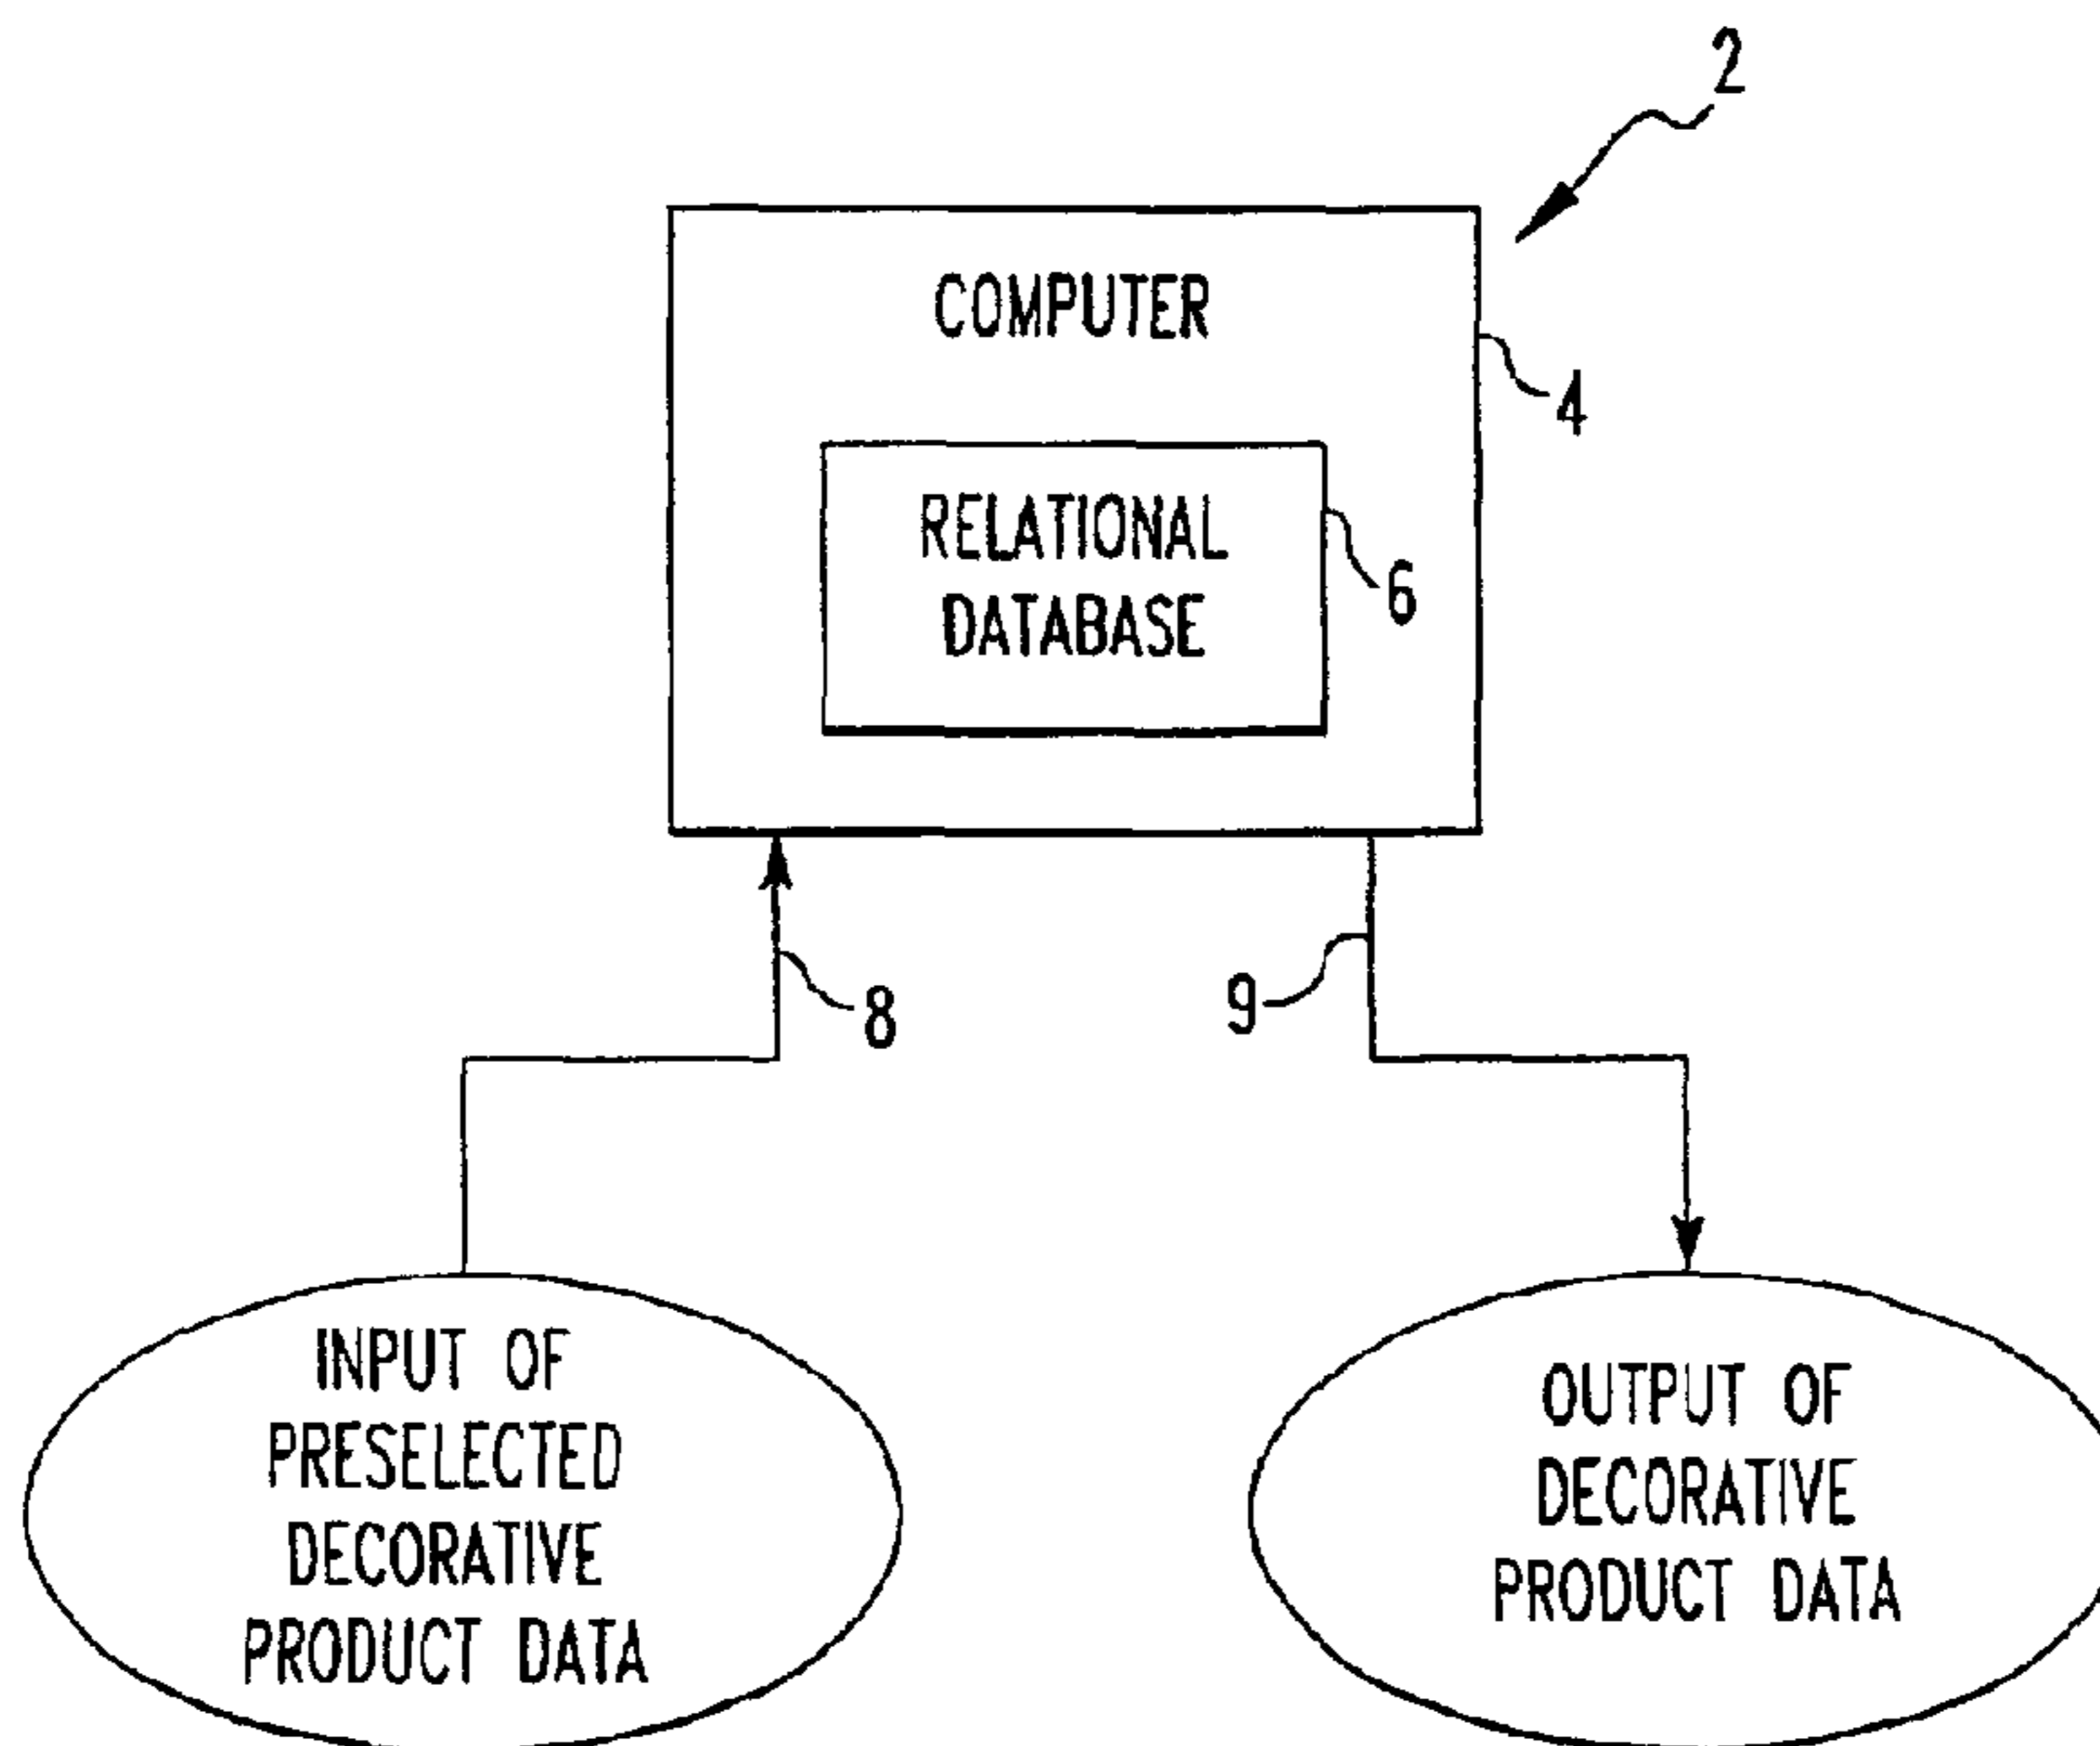 2
COMPUTER
4
RELATIONAL
DATABASE
6
8
9
INPUT OF
PRESELECTED
DECORATIVE
PRODUCT DATA
OUTPUT OF
DECORATIVE
PRODUCT DATA